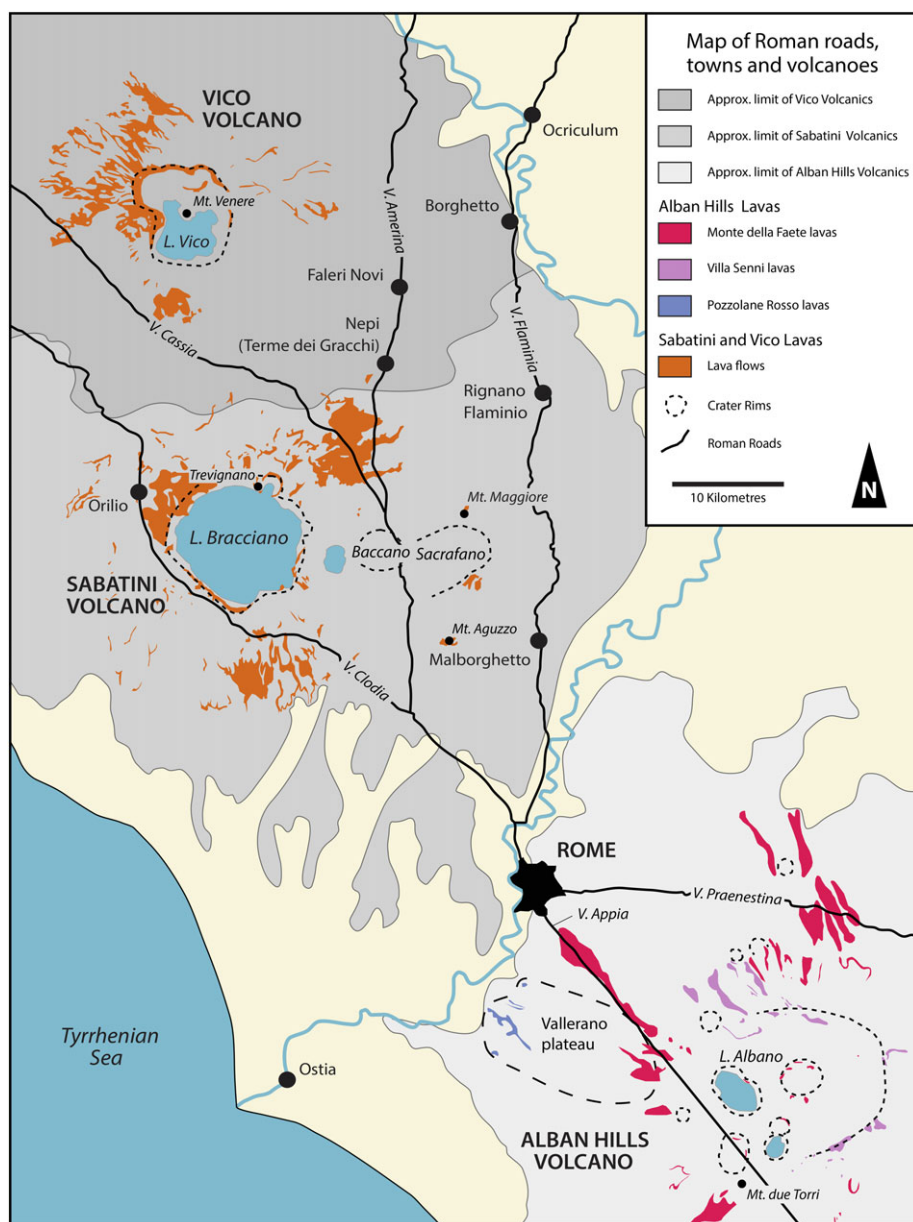 Map of Roman roads,
towns and volcanoes
Approx. limit of Vico Volcanics
Approx. limit of Sabatini Volcanics
Approx. limit of Alban Hills Volcanics
Alban Hills Lavas
Monte della Faete lavas
Villa Senni lavas
Pozzolane Rosso lavas
Sabatini and Vico Lavas
Lava flows
Crater Rims
Roman Roads
10 Kilometres
N
VICO
VOLCANO
Mt. Venere
L. Vico
Ocriculum
Borghetto
V. Amerina
Faleri Novi
Nepi
(Terme dei Gracchi)
V. Cassia
V. Flaminia
Rignano
Flaminio
Trevignano
Orilio
L. Bracciano
Mt. Maggiore
Baccano
Sacrafano
SABATINI
VOLCANO
Mt. Aguzzo
Malborghetto
V. Clodia
ROME
V. Praenestina
V. Appia
Vallerano
plateau
Tyrrhenian
Sea
Ostia
L. Albano
ALBAN HILLS
VOLCANO
Mt. due Torri